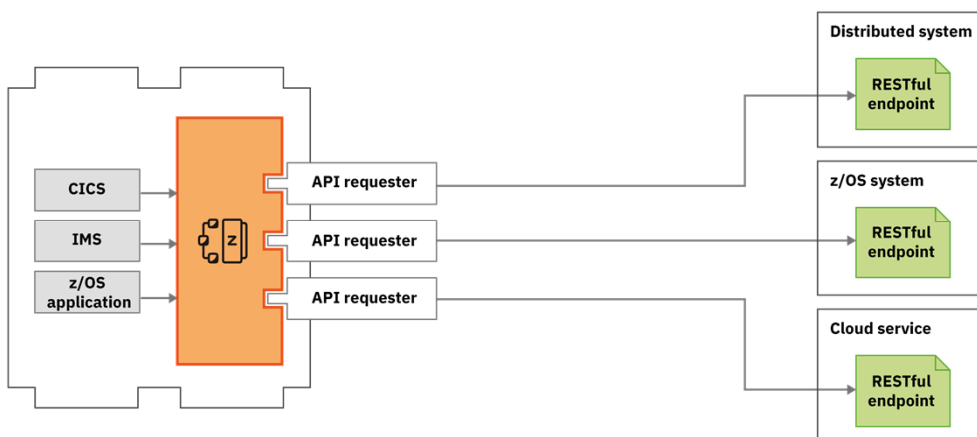 Distributed system
RESTful
endpoint
CICS
API requester
z/OS system
IMS
Z
API requester
RESTful
endpoint
z/OS
application
API requester
Cloud service
RESTful
endpoint